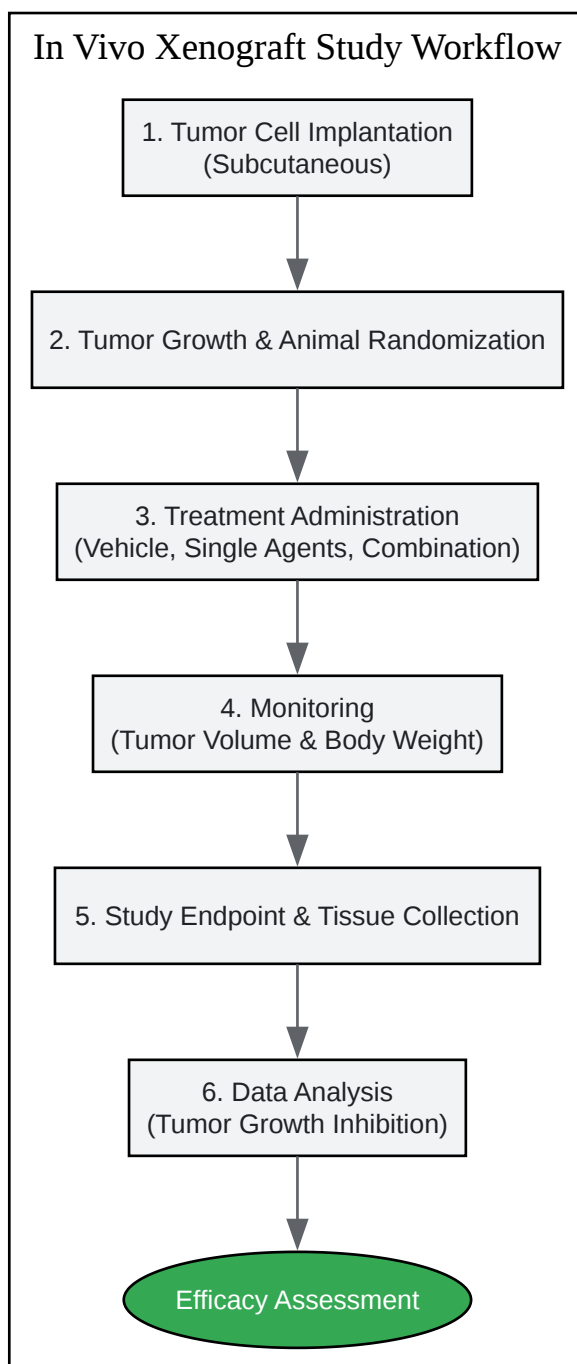 In Vivo Xenograft Study Workflow
1. Tumor Cell Implantation
(Subcutaneous)
2. Tumor Growth & Animal Randomization
3. Treatment Administration
(Vehicle, Single Agents, Combination)
4. Monitoring
(Tumor Volume & Body Weight)
5. Study Endpoint & Tissue Collection
6. Data Analysis
(Tumor Growth Inhibition)
Efficacy Assessment